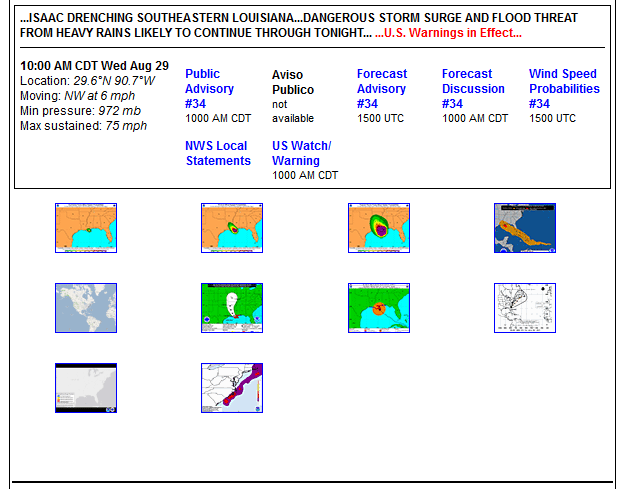 ...ISAAC DRENCHING SOUTHEASTERN LOUISIANA...DANGEROUS STORM SURGE AND FLOOD THREAT
FROM HEAVY RAINS LIKELY TO CONTINUE THROUGH TONIGHT... ...U.S. Warnings in Effect...
10:00 AM CDT Wed Aug 29
Location: 29.6°N 90.7°W
Moving: NW at 6 mph
Min pressure: 972 mb
Max sustained: 75 mph
Public
Advisory
#34
1000 AM CDT
Aviso
Publico
not
available
Forecast
Advisory
#34
1500 UTC
Forecast
Discussion
#34
1000 AM CDT
Wind Speed
Probabilities
#34
1500 UTC
NWS Local
Statements
US Watch/
Warning
1000 AM CDT